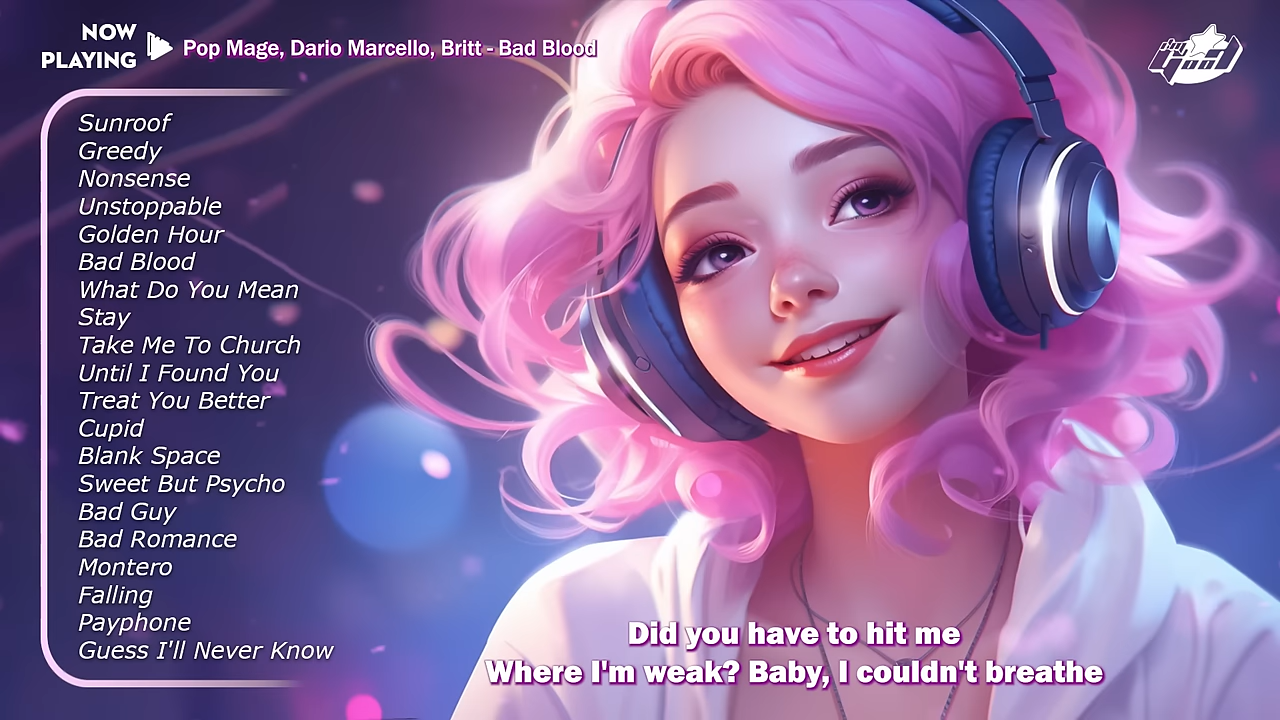 NOW
PLAYING
Pop Mage, Dario Marcello, Britt - Bad Blood
Sunroof
Greedy
Nonsense
Unstoppable
Golden Hour
Bad Blood
What Do You Mean
Stay
Take Me To Church
Until I Found You
Treat You Better
Cupid
Blank Space
Sweet But Psycho
Bad Guy
Bad Romance
Montero
Falling
Payphone
Guess I'll Never Know
Did you have to hit me
Where I'm weak? Baby, I couldn't breathe